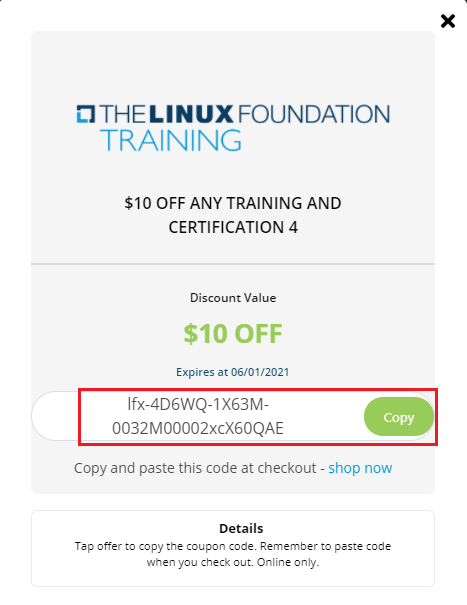 THE LINUX FOUNDATION
TRAINING
$10 OFF ANY TRAINING AND
CERTIFICATION 4
Discount Value
$10 OFF
Expires at 06/01/2021
lfx-4D6WQ-1X63M-
0032M00002xcX60QAE
Copy
Copy and paste this code at checkout - shop now
Details
Tap offer to copy the coupon code. Remember to paste code
when you check out. Online only.